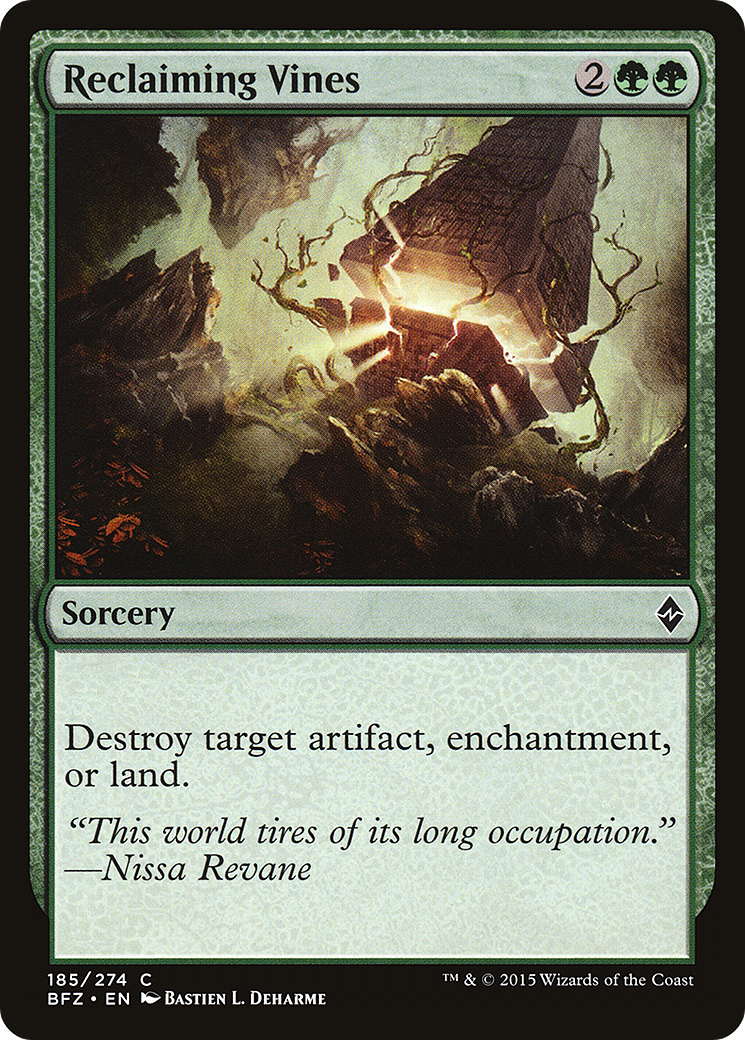 Reclaiming Vines 2
Sorcery
Destroy target artifact, enchantment,
or land.
“This world tires of its long occupation.”
—Nissa Revane
185/274 C
BFZ • EN Bastien L. Deharme
™ & © 2015 Wizards of the Coast